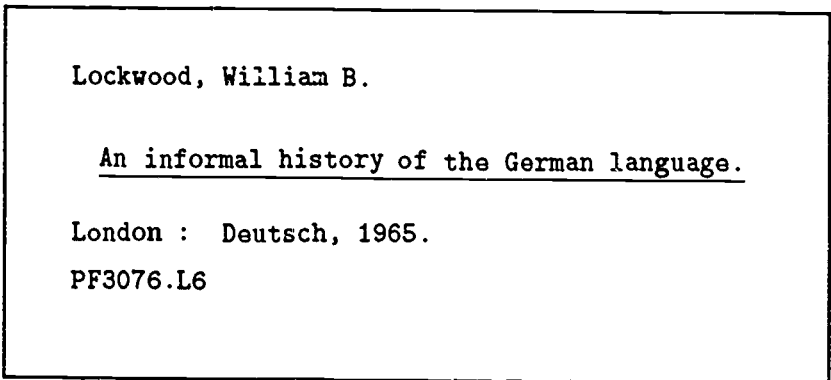 Lockwood, William B.
An informal history of the German language.
London : Deutsch, 1965.
PF3076.L6